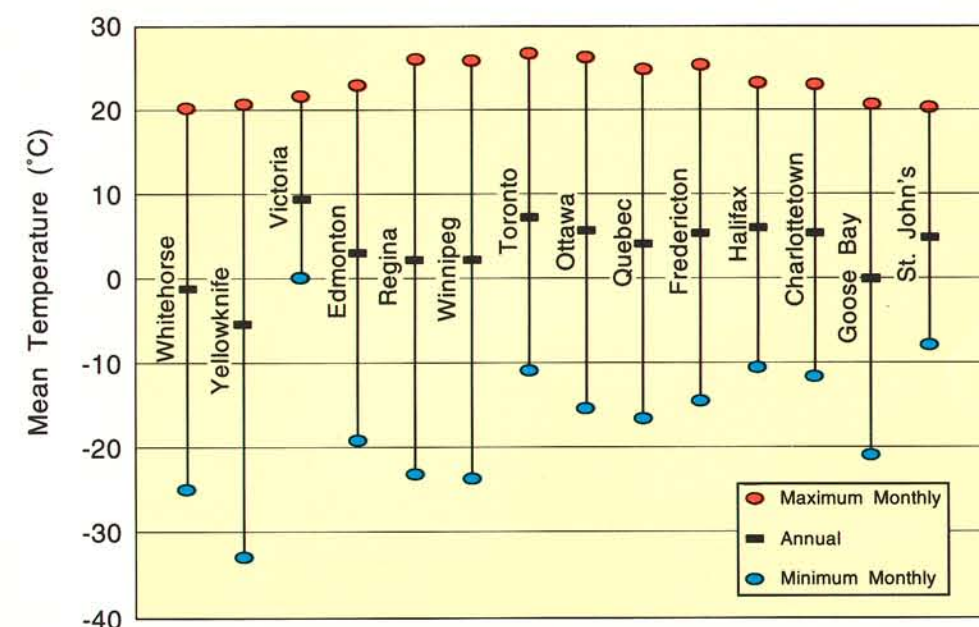 30
20
10
0
-10
-20
-30
-40
Mean Temperature (°C)
Whitehorse
Yellowknife
Victoria
Edmonton
Regina
Winnipeg
Toronto
Ottawa
Quebec
Fredericton
Halifax
Charlottetown
Goose Bay
St. John's
Maximum Monthly
Annual
Minimum Monthly